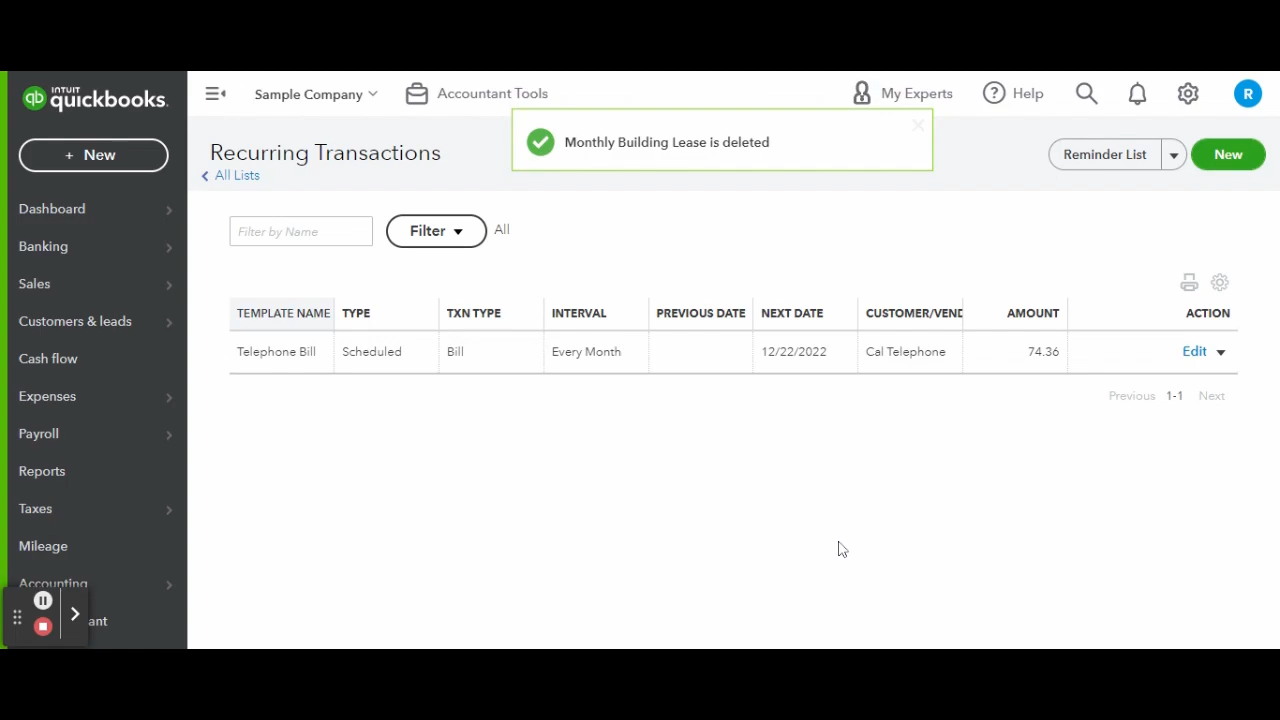 INTUIT
quickbooks.
Sample Company
Accountant Tools
My Experts
? Help
R
+ New
Recurring Transactions
All Lists
Monthly Building Lease is deleted
Reminder List
New
Dashboard
Banking
Sales
Customers & leads
Cash flow
Expenses
Payroll
Reports
Taxes
Mileage
Accounting
ant
Filter by Name
Filter
All
TEMPLATE NAME TYPE TXN TYPE INTERVAL PREVIOUS DATE NEXT DATE CUSTOMER/VEND AMOUNT ACTION
Telephone Bill Scheduled Bill Every Month 12/22/2022 Cal Telephone 74.36 Edit
Previous 1-1 Next